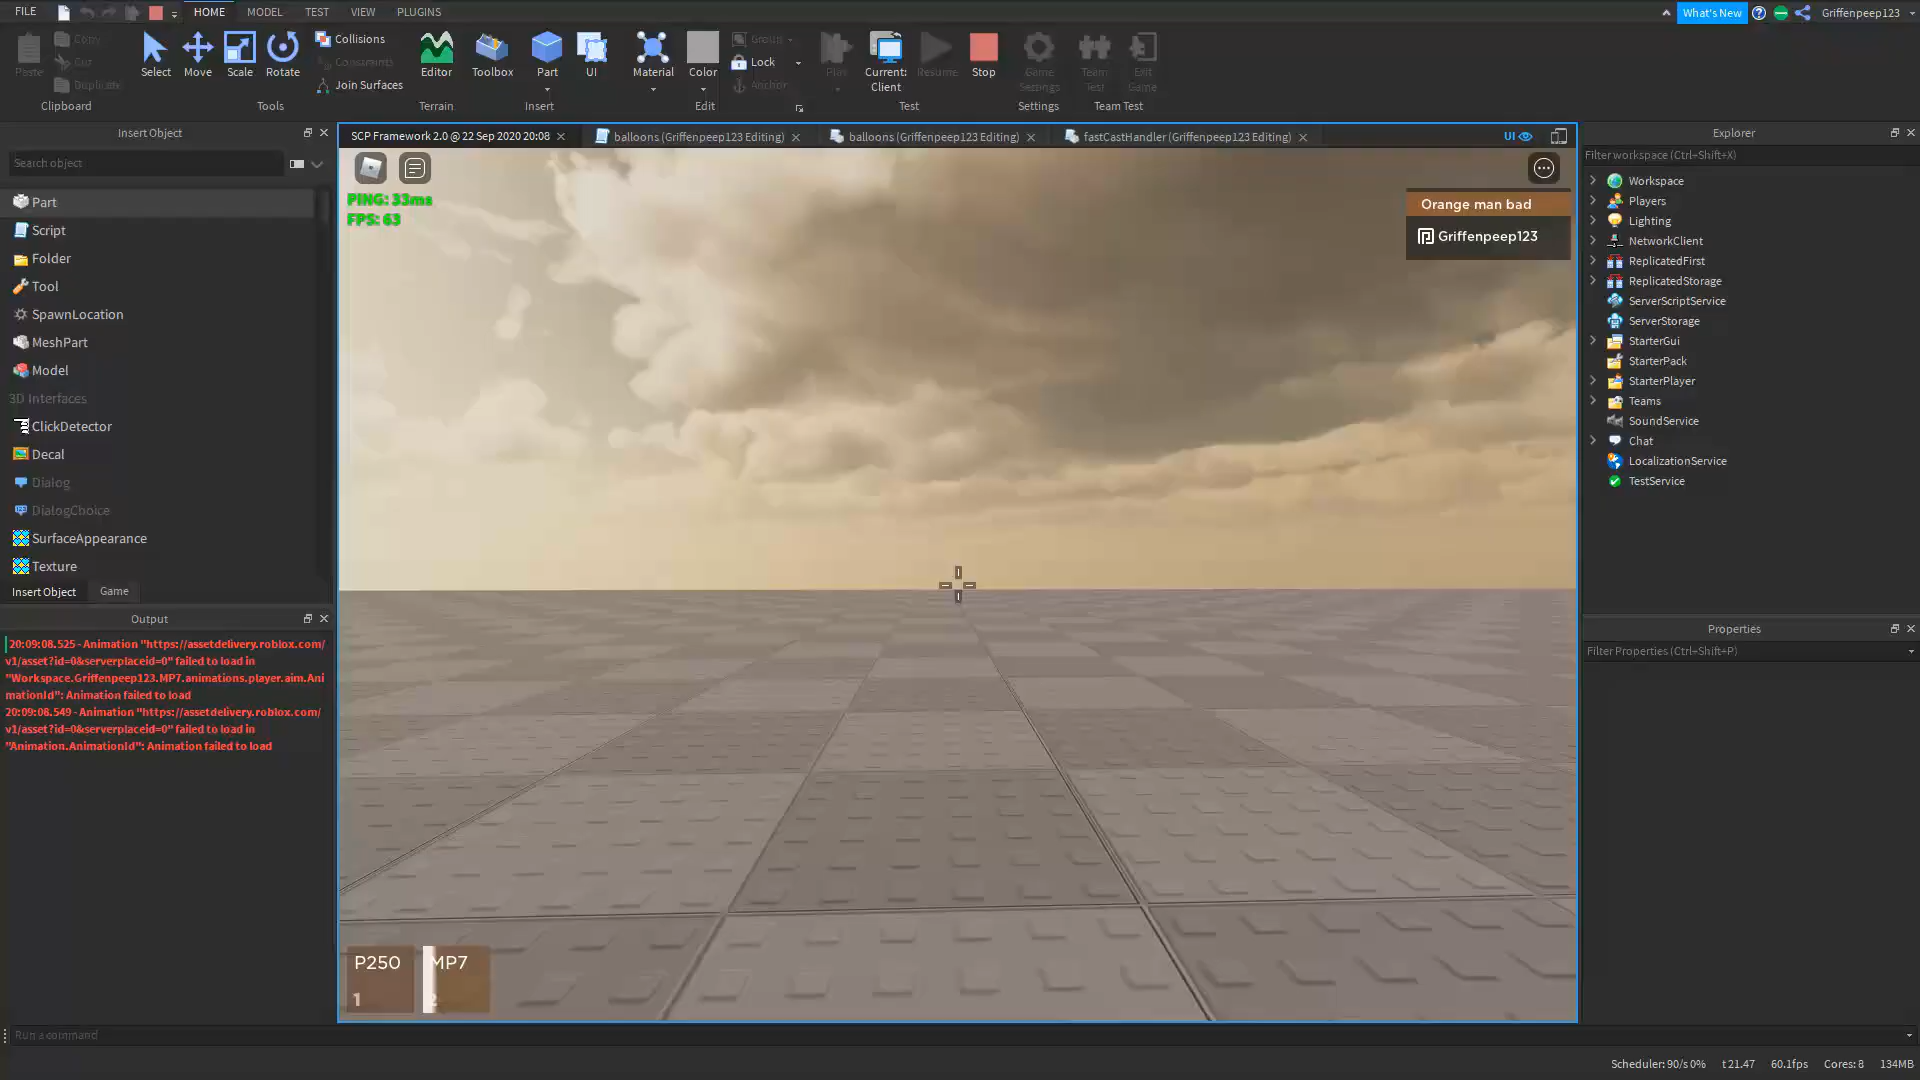 FILE
HOME
MODEL
TEST
VIEW
PLUGINS
What's New
Griffenpeep123
Paste
Copy
Cut
Duplicate
Clipboard
Select
Move
Scale
Rotate
Collisions
Constraints
Join Surfaces
Tools
Editor
Terrain
Toolbox
Part
UI
Insert
Material
Color
Group
Lock
Anchor
Edit
Play
Current:
Client
Resume
Stop
Test
Game
Settings
Settings
Team
Test
Exit
Game
Team Test
Insert Object
Search object
Part
Script
Folder
Tool
SpawnLocation
MeshPart
Model
3D Interfaces
ClickDetector
Decal
Dialog
DialogChoice
SurfaceAppearance
Texture
Insert Object
Game
Output
20:09:08.525 - Animation "https://assetdelivery.roblox.com/
v1/asset?id=0&serverplaceid=0" failed to load in
"Workspace.Griffenpeep123.MP7.animations.player.aim.Ani
mationId": Animation failed to load
20:09:08.549 - Animation "https://assetdelivery.roblox.com/
v1/asset?id=0&serverplaceid=0" failed to load in
"Animation.AnimationId": Animation failed to load
SCP Framework 2.0 @ 22 Sep 2020 20:08
balloons (Griffenpeep123 Editing)
balloons (Griffenpeep123 Editing)
fastCastHandler (Griffenpeep123 Editing)
UI
PING: 33ms
FPS: 63
Orange man bad
Griffenpeep123
P250
1
MP7
2
Explorer
Filter workspace (Ctrl+Shift+X)
Workspace
Players
Lighting
NetworkClient
ReplicatedFirst
ReplicatedStorage
ServerScriptService
ServerStorage
StarterGui
StarterPack
StarterPlayer
Teams
SoundService
Chat
LocalizationService
TestService
Properties
Filter Properties (Ctrl+Shift+P)
Run a command
Scheduler: 90/s 0%
t 21.47
60.1fps
Cores: 8
134MB